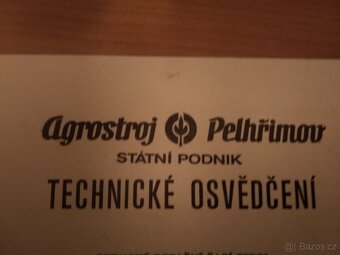 agrostroj Pelhřimov
STÁTNÍ PODNIK
TECHNICKÉ OSVĚDČENÍ
Bazos.cz